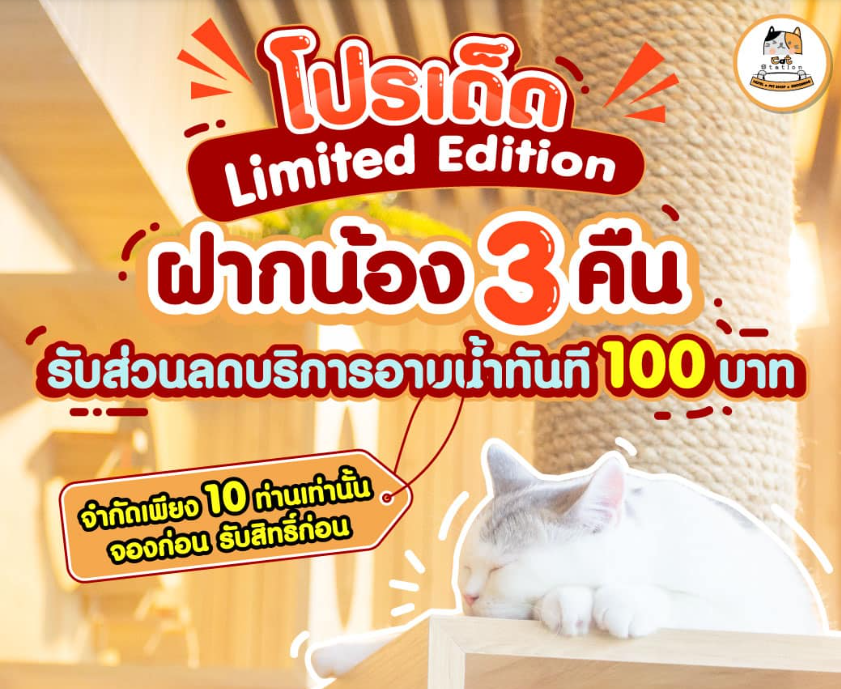 โปรเด็ด
Limited Edition
ฝากน้อง 3 คืน
รับส่วนลดบริการอาบน้ำทันที 100 บาท
จำกัดเพียง 10 ท่านเท่านั้น
จองก่อน รับสิทธิ์ก่อน
Cat
Station